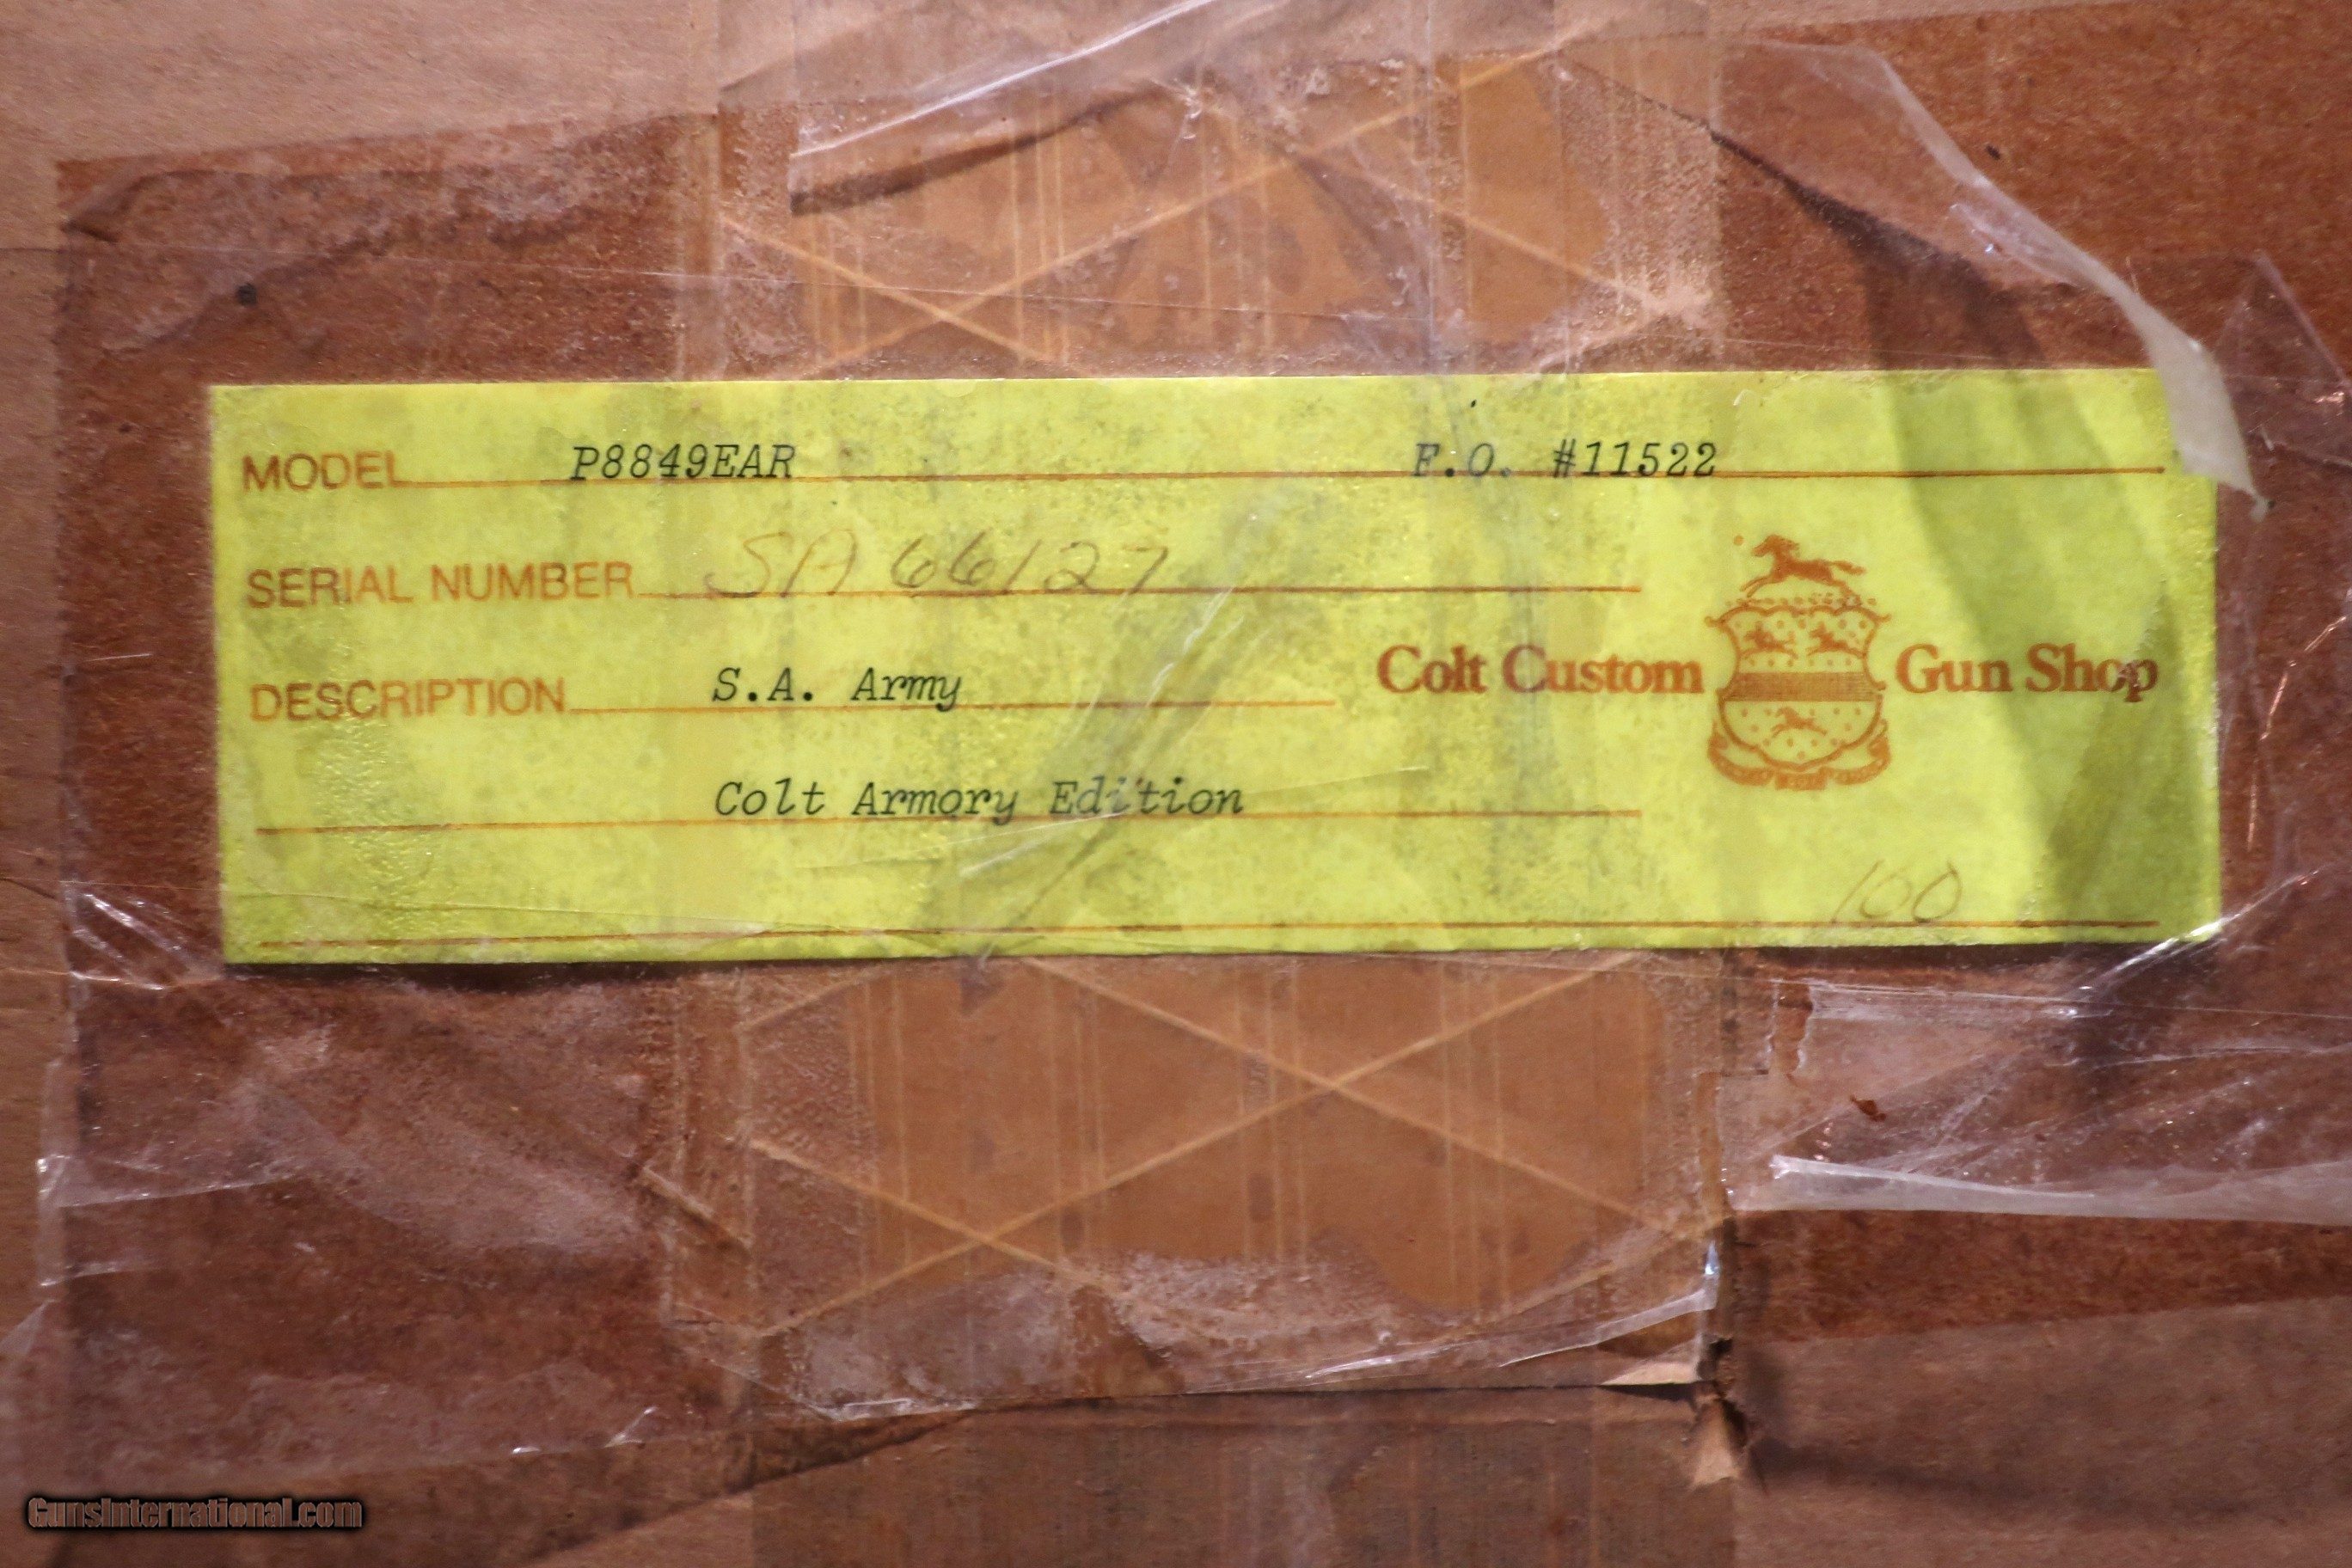 MODEL P8849EAR F.O. #11522
SERIAL NUMBER SA 66127
DESCRIPTION S.A. Army
Colt Custom Gun Shop
Colt Armory Edition
100
GunsInternational.com